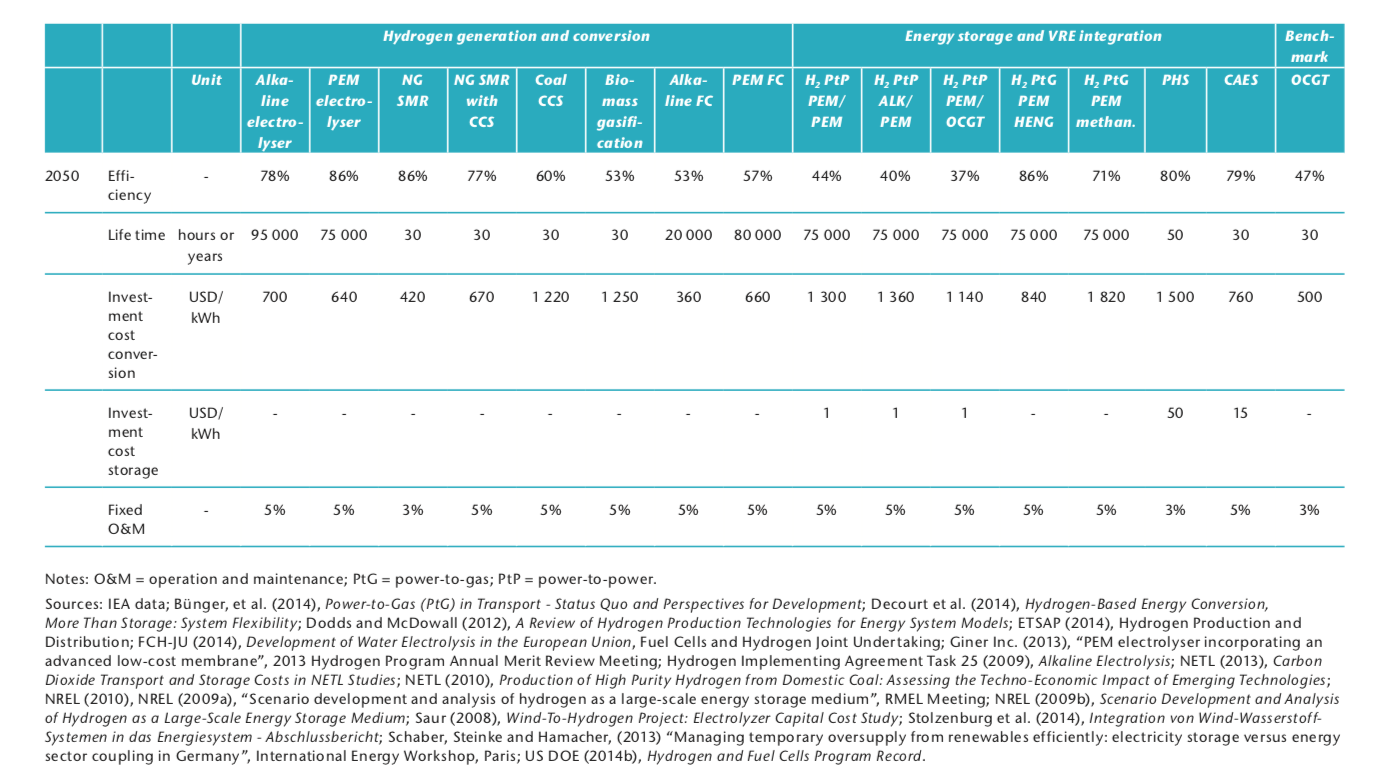 Hydrogen generation and conversion Energy storage and VRE integration Bench-
mark
Unit Alka- PEM NG NG SMR Coal Bio- Alka- PEM FC H2 PtP H2 PtP H2 PtP H2 PtG H2 PtG PHS CAES OCGT
line electro- SMR with CCS mass line FC PEM/ ALK/ PEM/ PEM PEM
electro- lyser CCS gasifi- PEM PEM OCGT HENG methan.
lyser cation
2050 Effi- - 78% 86% 86% 77% 60% 53% 53% 57% 44% 40% 37% 86% 71% 80% 79% 47%
ciency
Life time hours or 95 000 75 000 30 30 30 30 20 000 80 000 75 000 75 000 75 000 75 000 75 000 50 30 30
years
Invest- USD/ 700 640 420 670 1 220 1 250 360 660 1 300 1 360 1 140 840 1 820 1 500 760 500
ment kWh
cost
conver-
sion
Invest- USD/ - - - - - - - - 1 1 1 - - 50 15 -
ment kWh
cost
storage
Fixed - 5% 5% 3% 5% 5% 5% 5% 5% 5% 5% 5% 5% 5% 3% 5% 3%
O&M
Notes: O&M = operation and maintenance; PtG = power-to-gas; PtP = power-to-power.
Sources: IEA data; Bünger, et al. (2014), Power-to-Gas (PtG) in Transport - Status Quo and Perspectives for Development; Decourt et al. (2014), Hydrogen-Based Energy Conversion,
More Than Storage: System Flexibility; Dodds and McDowall (2012), A Review of Hydrogen Production Technologies for Energy System Models; ETSAP (2014), Hydrogen Production and
Distribution; FCH-JU (2014), Development of Water Electrolysis in the European Union, Fuel Cells and Hydrogen Joint Undertaking; Giner Inc. (2013), “PEM electrolyser incorporating an
advanced low-cost membrane”, 2013 Hydrogen Program Annual Merit Review Meeting; Hydrogen Implementing Agreement Task 25 (2009), Alkaline Electrolysis; NETL (2013), Carbon
Dioxide Transport and Storage Costs in NETL Studies; NETL (2010), Production of High Purity Hydrogen from Domestic Coal: Assessing the Techno-Economic Impact of Emerging Technologies;
NREL (2010), NREL (2009a), “Scenario development and analysis of hydrogen as a large-scale energy storage medium”, RMEL Meeting; NREL (2009b), Scenario Development and Analysis
of Hydrogen as a Large-Scale Energy Storage Medium; Saur (2008), Wind-To-Hydrogen Project: Electrolyzer Capital Cost Study; Stolzenburg et al. (2014), Integration von Wind-Wasserstoff-
Systemen in das Energiesystem - Abschlussbericht; Schaber, Steinke and Hamacher, (2013) “Managing temporary oversupply from renewables efficiently: electricity storage versus energy
sector coupling in Germany”, International Energy Workshop, Paris; US DOE (2014b), Hydrogen and Fuel Cells Program Record.